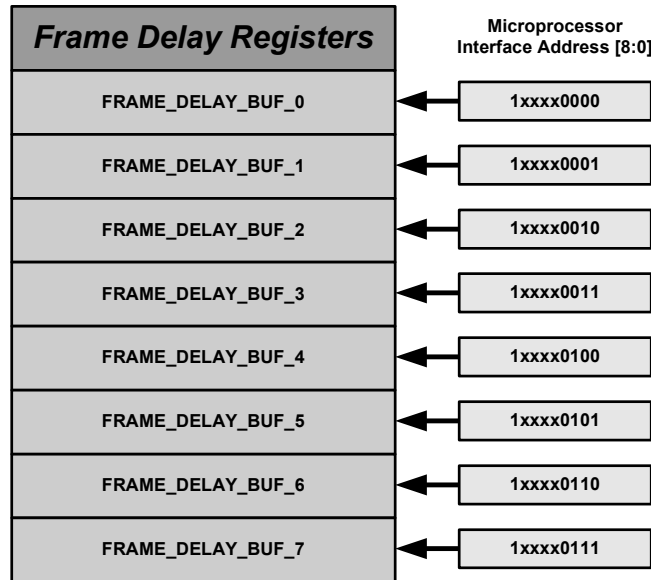 Frame Delay Registers
Microprocessor
Interface Address [8:0]
FRAME_DELAY_BUF_0
1xxxx0000
FRAME_DELAY_BUF_1
1xxxx0001
FRAME_DELAY_BUF_2
1xxxx0010
FRAME_DELAY_BUF_3
1xxxx0011
FRAME_DELAY_BUF_4
1xxxx0100
FRAME_DELAY_BUF_5
1xxxx0101
FRAME_DELAY_BUF_6
1xxxx0110
FRAME_DELAY_BUF_7
1xxxx0111